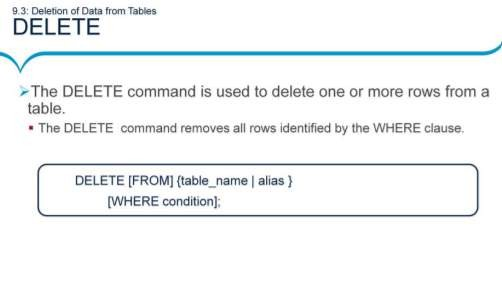 9.3: Deletion of Data from Tables
DELETE
The DELETE command is used to delete one or more rows from a
table.
The DELETE command removes all rows identified by the WHERE clause.
DELETE [FROM] {table_name | alias }
[WHERE condition];